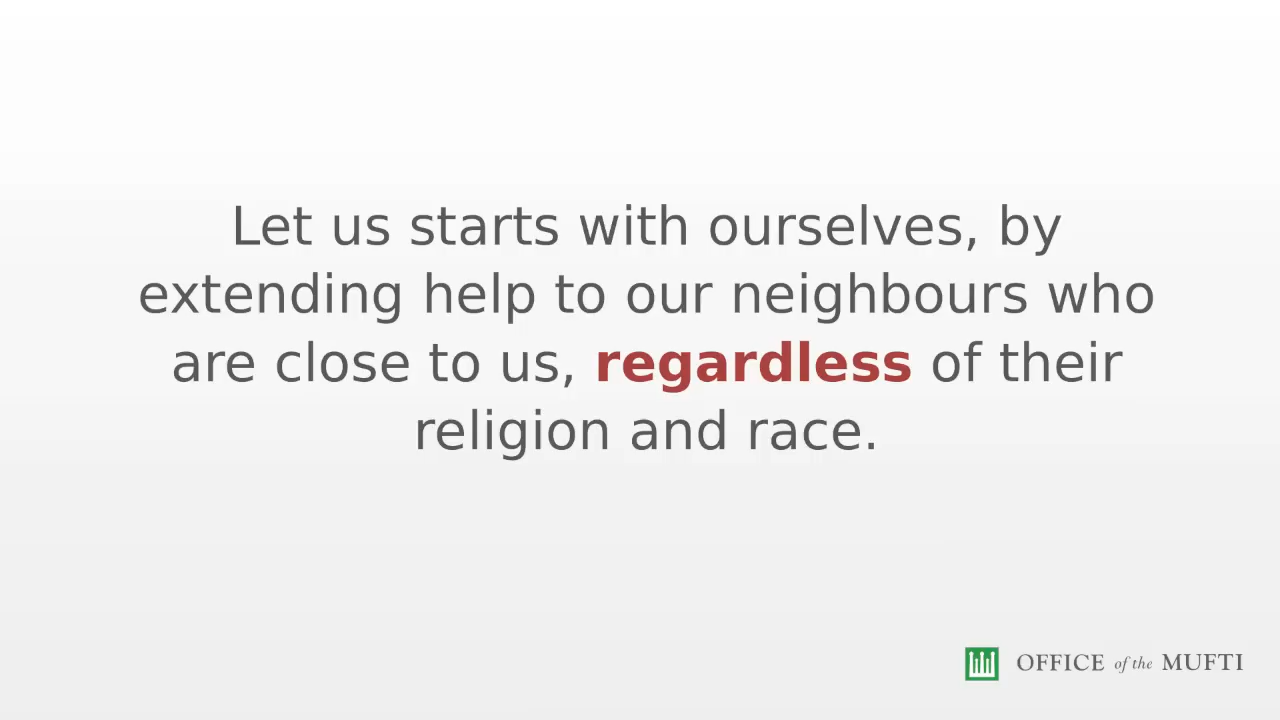 Let us starts with ourselves, by
extending help to our neighbours who
are close to us, regardless of their
religion and race.
OFFICE of the MUFTI